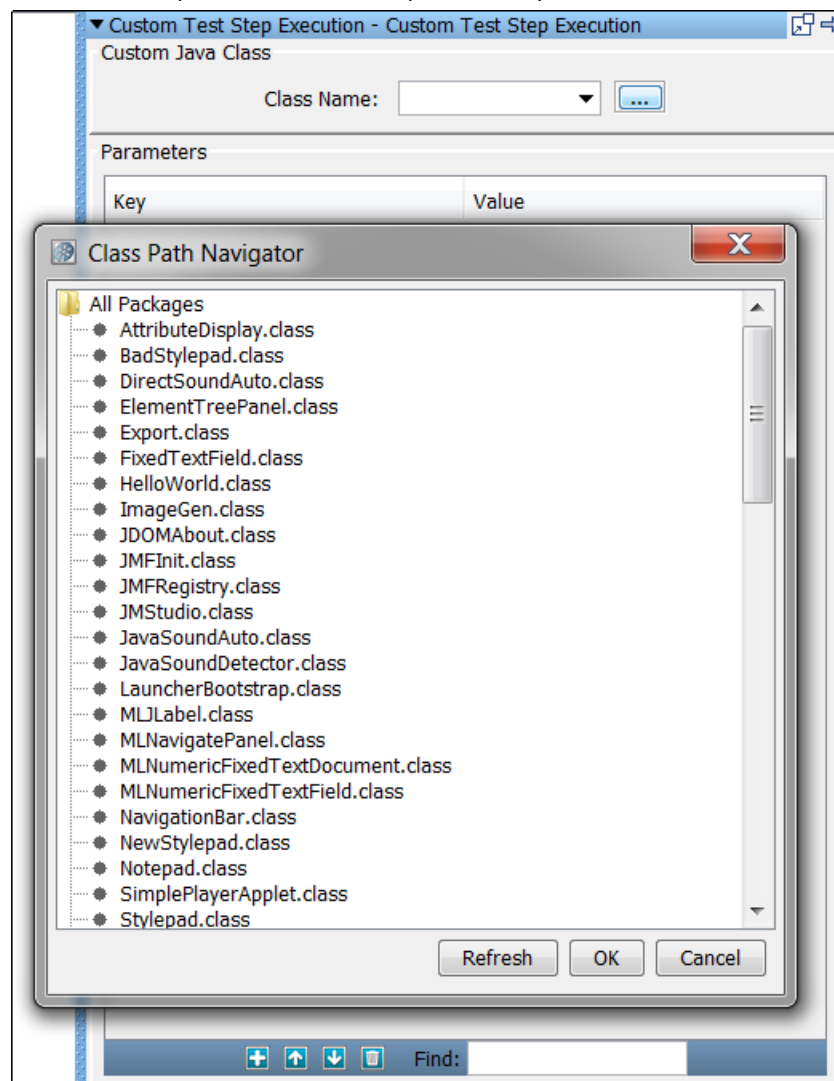 Custom Test Step Execution - Custom Test Step Execution
Custom Java Class
Class Name:
...
Parameters
Key Value
Class Path Navigator
All Packages
AttributeDisplay.class
BadStylepad.class
DirectSoundAuto.class
ElementTreePanel.class
Export.class
FixedTextField.class
HelloWorld.class
ImageGen.class
JDOMAbout.class
JMFInit.class
JMFRegistry.class
JMStudio.class
JavaSoundAuto.class
JavaSoundDetector.class
LauncherBootstrap.class
MLJLabel.class
MLNavigatePanel.class
MLNumericFixedTextDocument.class
MLNumericFixedTextField.class
NavigationBar.class
NewStylepad.class
Notepad.class
SimplePlayerApplet.class
Stylepad.class
Refresh OK Cancel
Find: